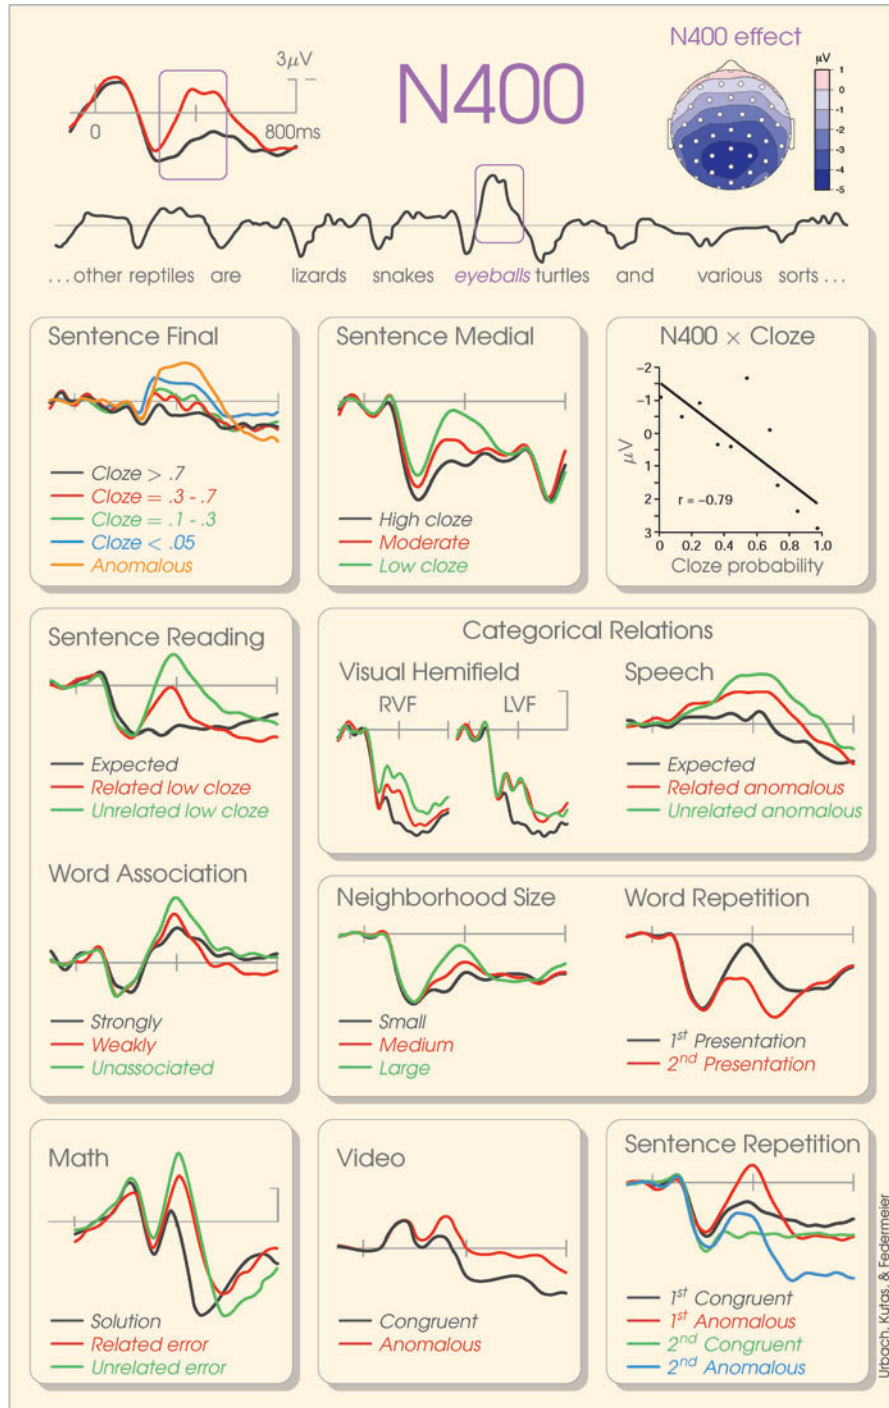 N400
3µV
0
800ms
N400 effect
µV
1
0
-1
-2
-3
-4
-5
...other reptiles are lizards snakes eyeballs turtles and various sorts ...
Sentence Final
Cloze > .7
Cloze = .3 - .7
Cloze = .1 - .3
Cloze < .05
Anomalous
Sentence Medial
High cloze
Moderate
Low cloze
N400 × Cloze
−2
−1
0
1
2
3
µV
r = −0.79
0 0.2 0.4 0.6 0.8 1.0
Cloze probability
Sentence Reading
Expected
Related low cloze
Unrelated low cloze
Word Association
Strongly
Weakly
Unassociated
Categorical Relations
Visual Hemifield
RVF LVF
Speech
Expected
Related anomalous
Unrelated anomalous
Neighborhood Size
Small
Medium
Large
Word Repetition
1st Presentation
2nd Presentation
Math
Solution
Related error
Unrelated error
Video
Congruent
Anomalous
Sentence Repetition
1st Congruent
1st Anomalous
2nd Congruent
2nd Anomalous
Urbach, Kutas, & Federmeier